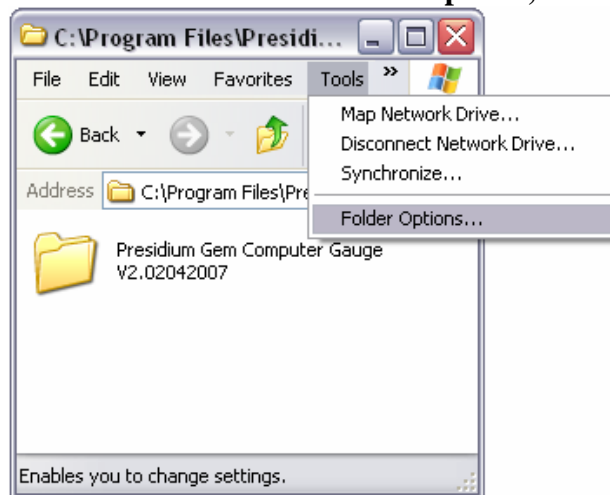 C:\Program Files\Presidi...
File Edit View Favorites Tools »
Map Network Drive...
Back
Disconnect Network Drive...
Synchronize...
Address C:\Program Files\Pre
Folder Options...
Presidium Gem Computer Gauge
V2.02042007
Enables you to change settings.